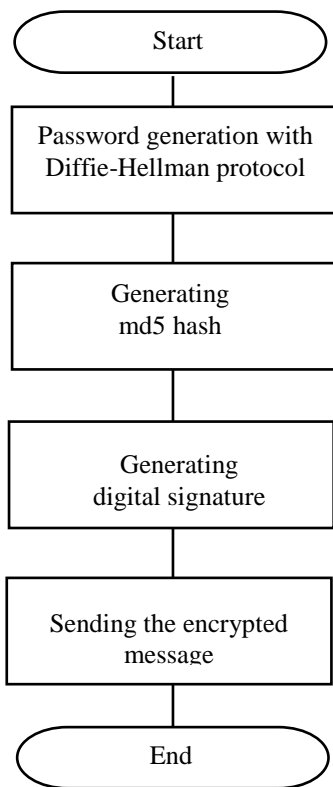 Start
Password generation with
Diffie-Hellman protocol
Generating
md5 hash
Generating
digital signature
Sending the encrypted
message
End